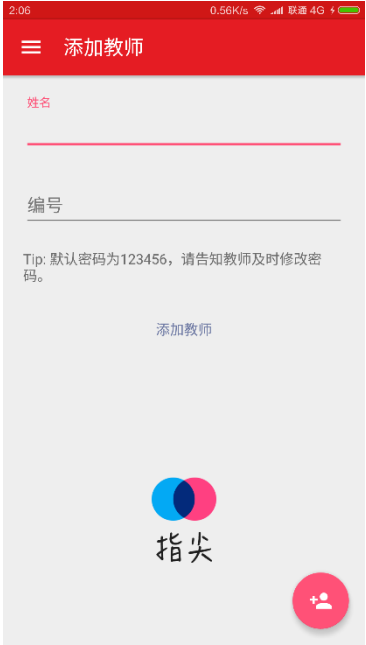 2:06 0.56K/s 联通 4G
添加教师
姓名
编号
Tip: 默认密码为123456，请告知教师及时修改密
码。
添加教师
指尖